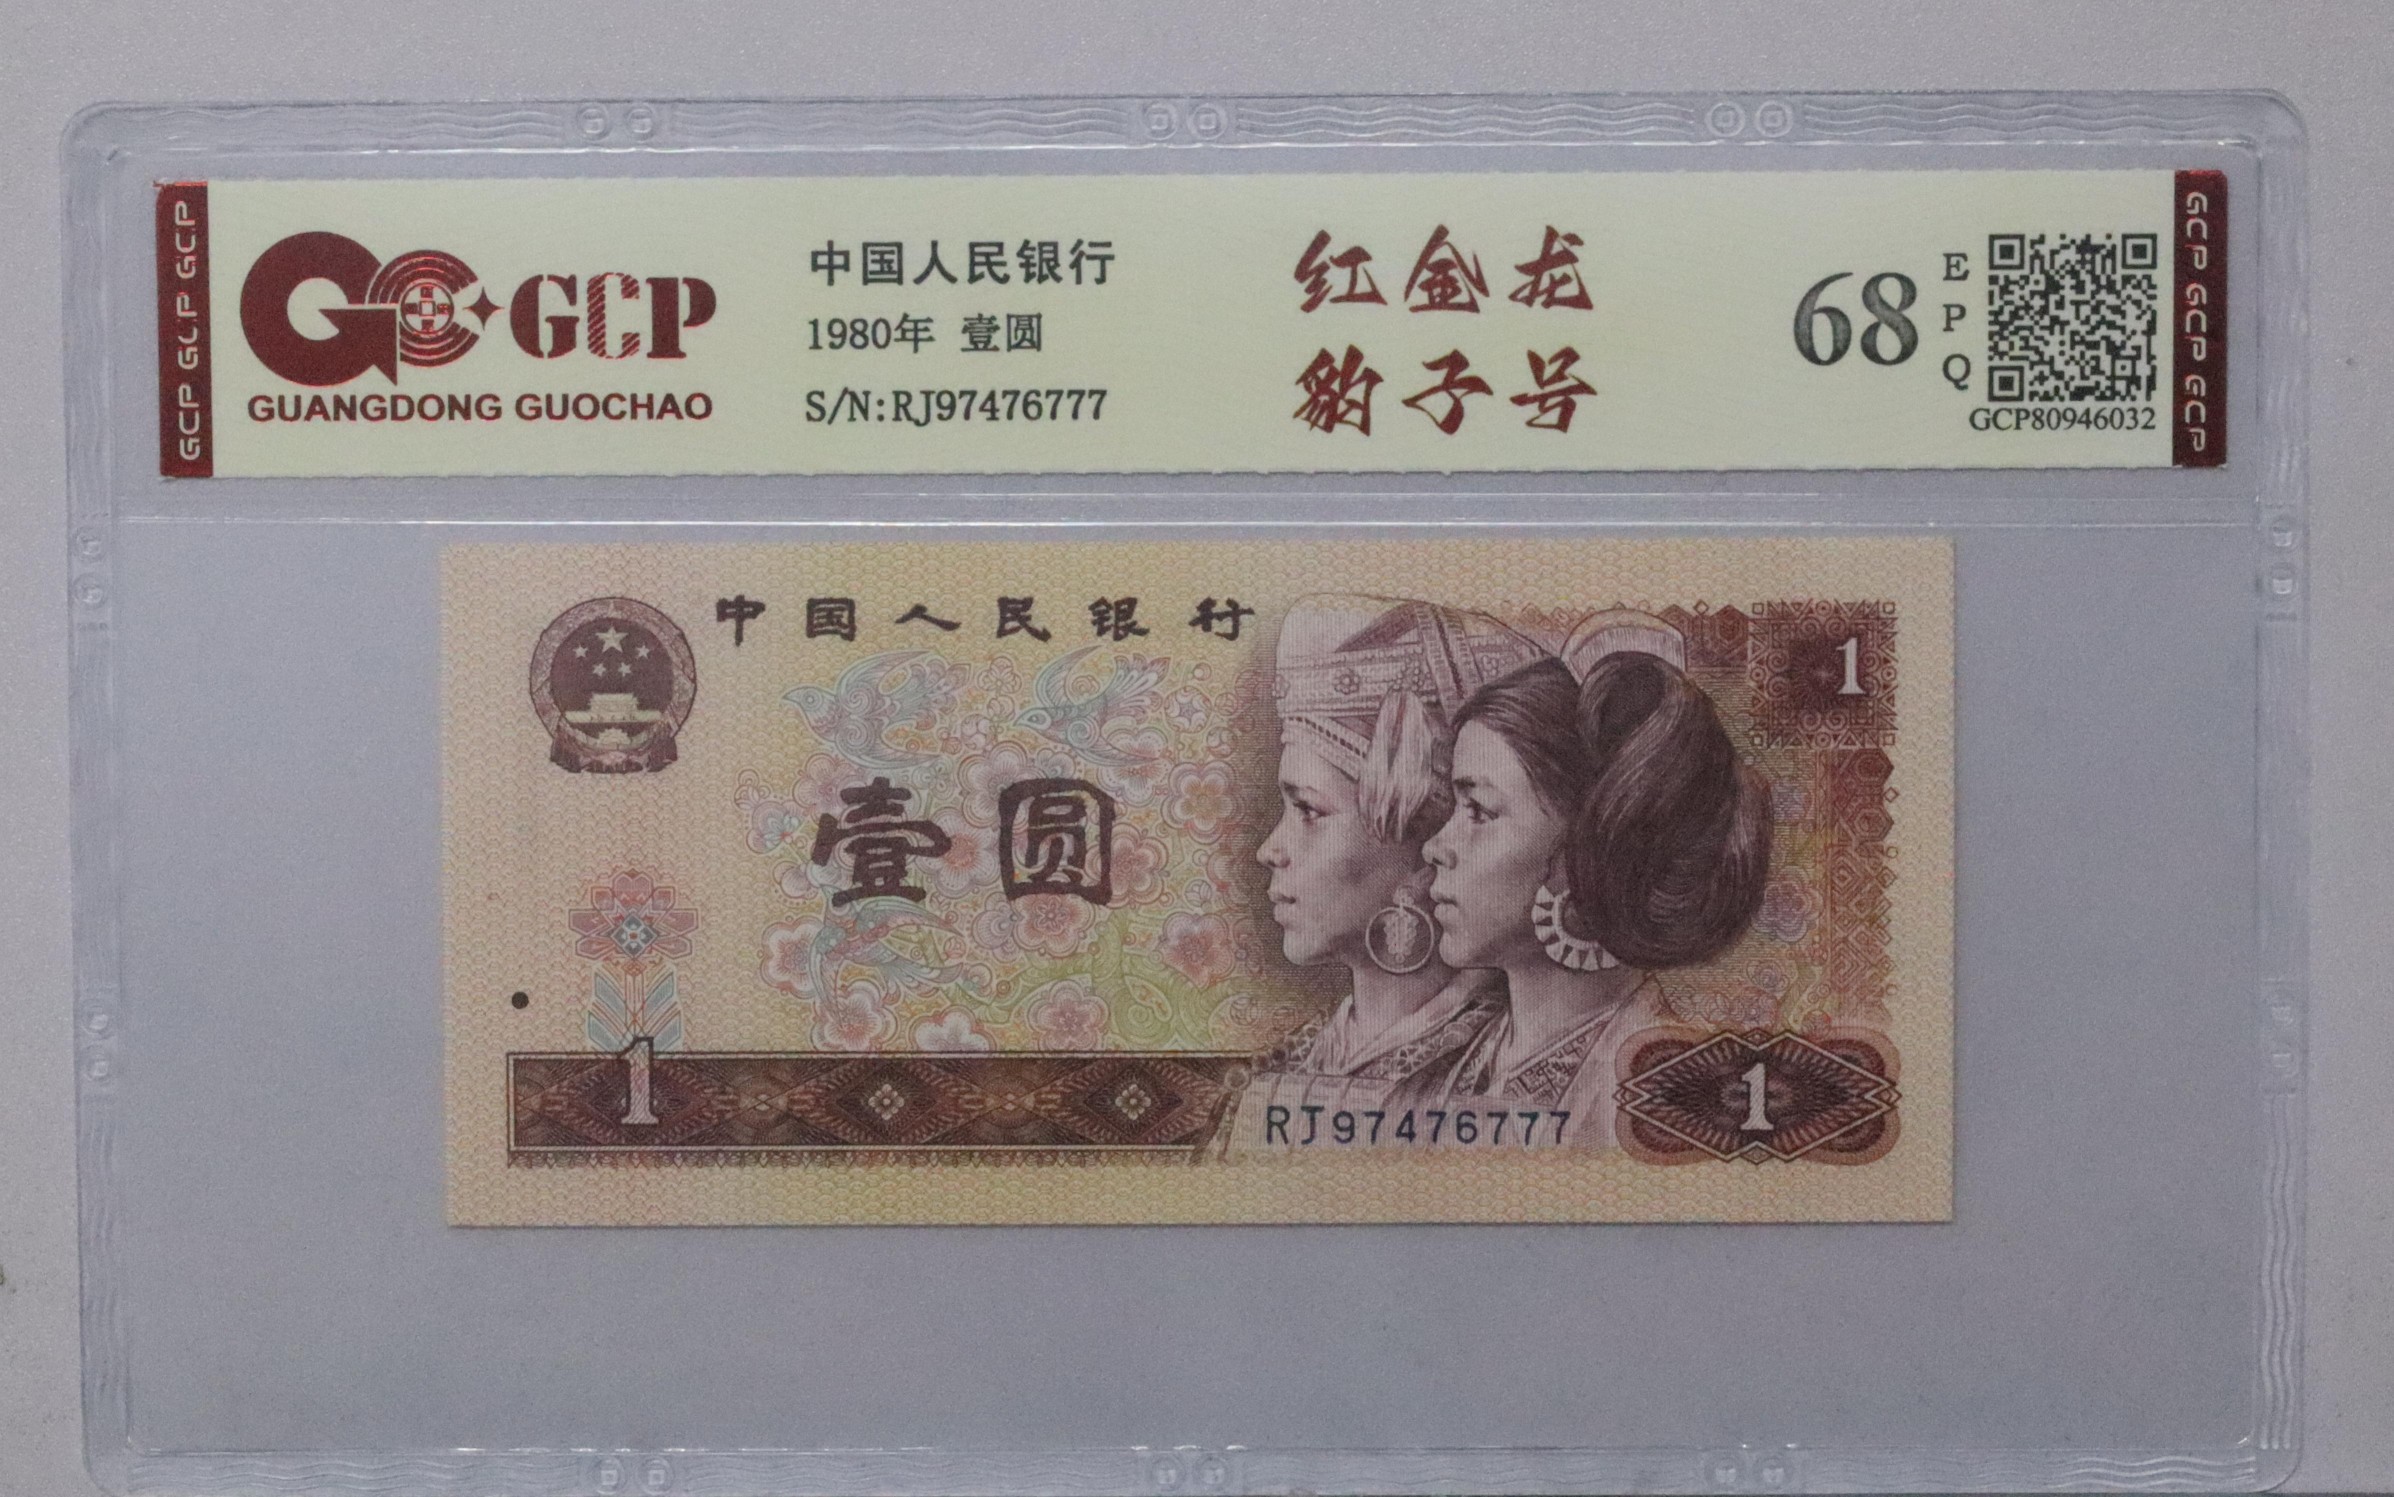 GCP GCP GCP
GCP
GUANGDONG GUOCHAO
中国人民银行
1980年 壹圆
S/N:RJ97476777
红金龙
豹子号
68
EPQ
GCP80946032
GCP GCP GCP
中国人民银行
1
壹圆
1
RJ97476777
1